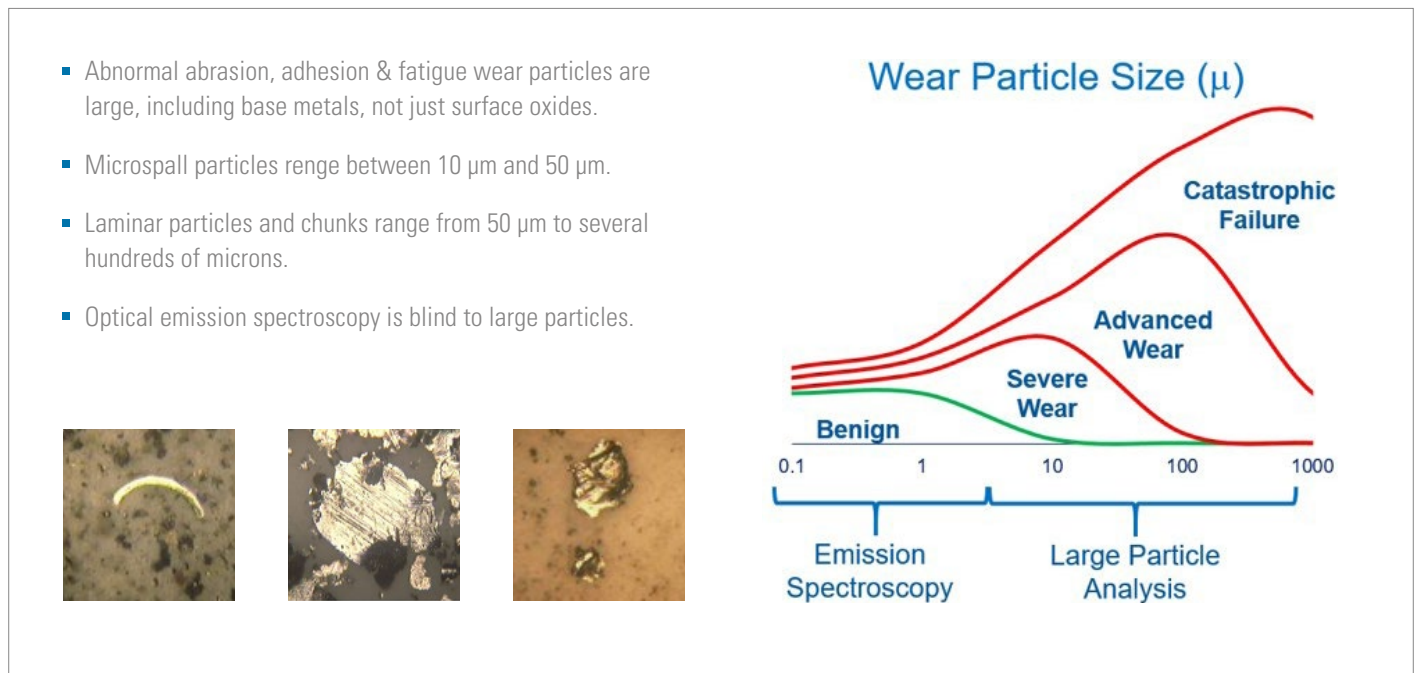 Abnormal abrasion, adhesion & fatigue wear particles are
large, including base metals, not just surface oxides.
Microspall particles renge between 10 µm and 50 µm.
Laminar particles and chunks range from 50 µm to several
hundreds of microns.
Optical emission spectroscopy is blind to large particles.
Wear Particle Size (µ)
Catastrophic
Failure
Advanced
Wear
Severe
Wear
Benign
0.1 1 10 100 1000
Emission
Spectroscopy
Large Particle
Analysis